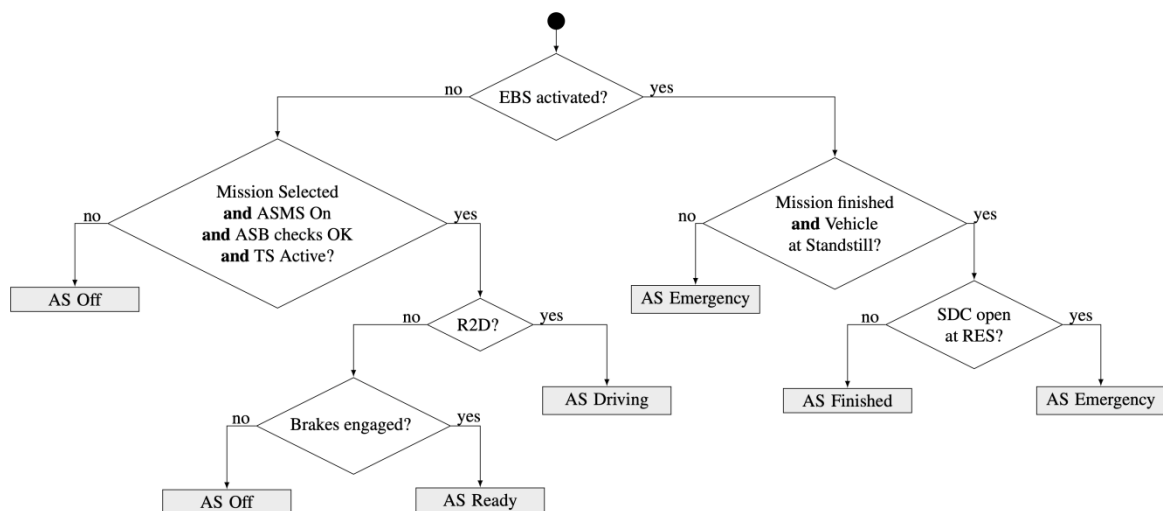 EBS activated?
no
yes
Mission Selected
and ASMS On
and ASB checks OK
and TS Active?
no
yes
Mission finished
and Vehicle
at Standstill?
no
yes
AS Off
AS Emergency
R2D?
no
yes
SDC open
at RES?
no
yes
AS Driving
AS Finished
AS Emergency
Brakes engaged?
no
yes
AS Off
AS Ready